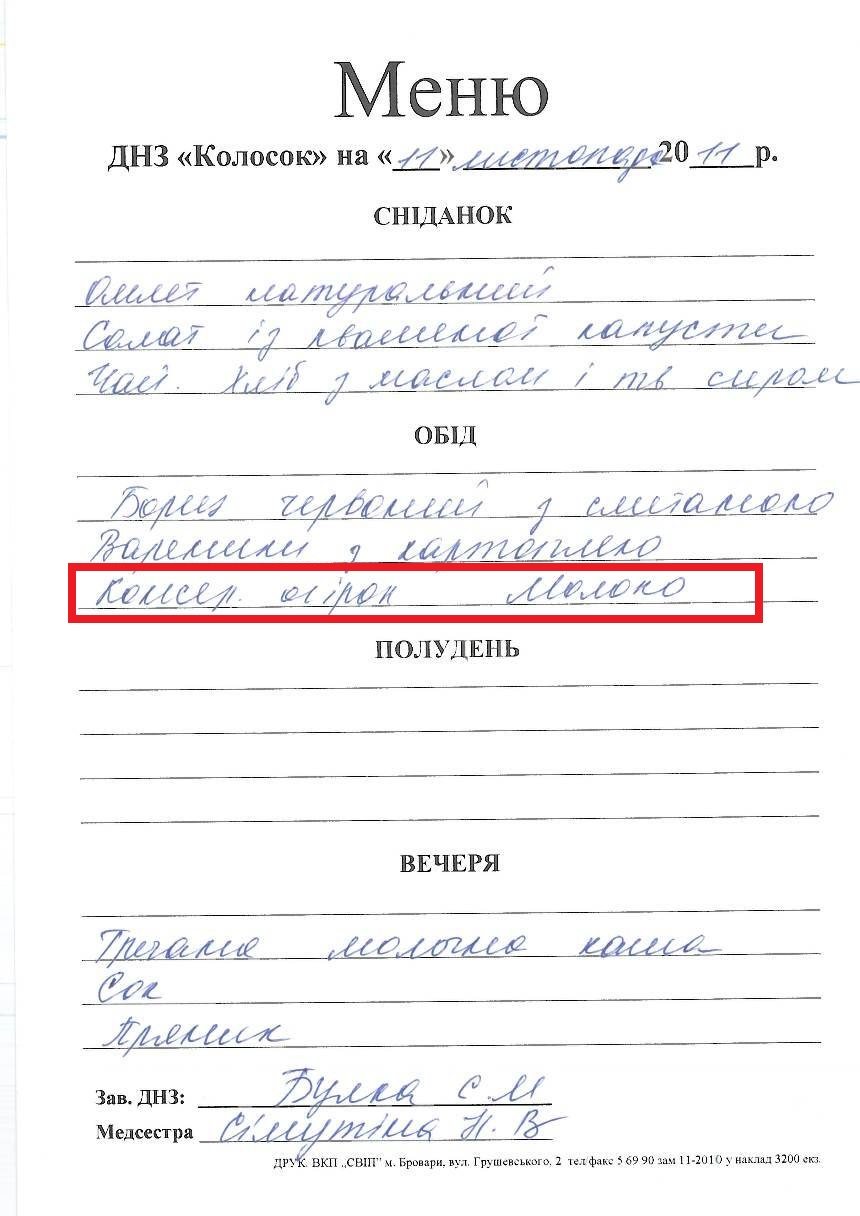 Меню
ДНЗ «Колосок» на «11» листопада 2011 р.
СНІДАНОК
Омлет натуральний
Салат із квашеної капусти
Чай. Хліб з маслом і тв сиром
ОБІД
Борщ червоний з сметаною
Вареники з картоплею
Консер. огірок Молоко
ПОЛУДЕНЬ
ВЕЧЕРЯ
Гречана молочна каша
Сок
Пряник
Зав. ДНЗ: Булка С.М
Медсестра Сімутіна Н. В
ДРУК. ВКП „СВІП” м. Бровари, вул. Грушевського, 2 тел/факс 5 69 90 зам 11-2010 у наклад 3200 екз.